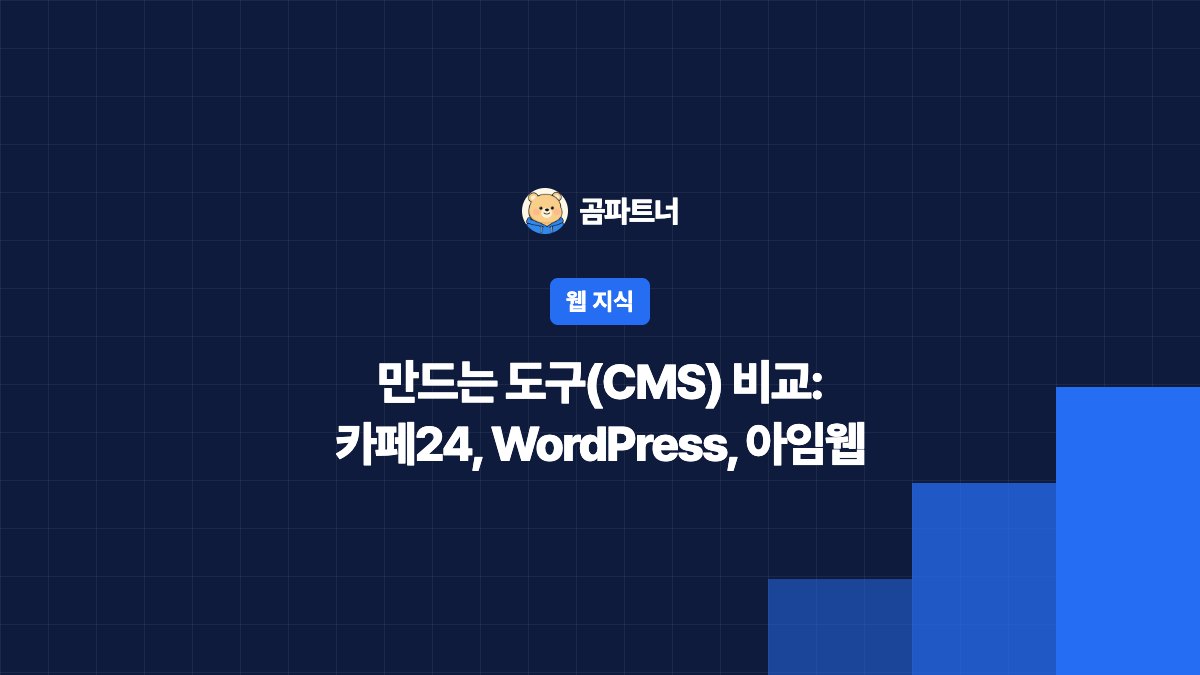 곰파트너
웹 지식
만드는 도구(CMS) 비교:
카페24, WordPress, 아임웹